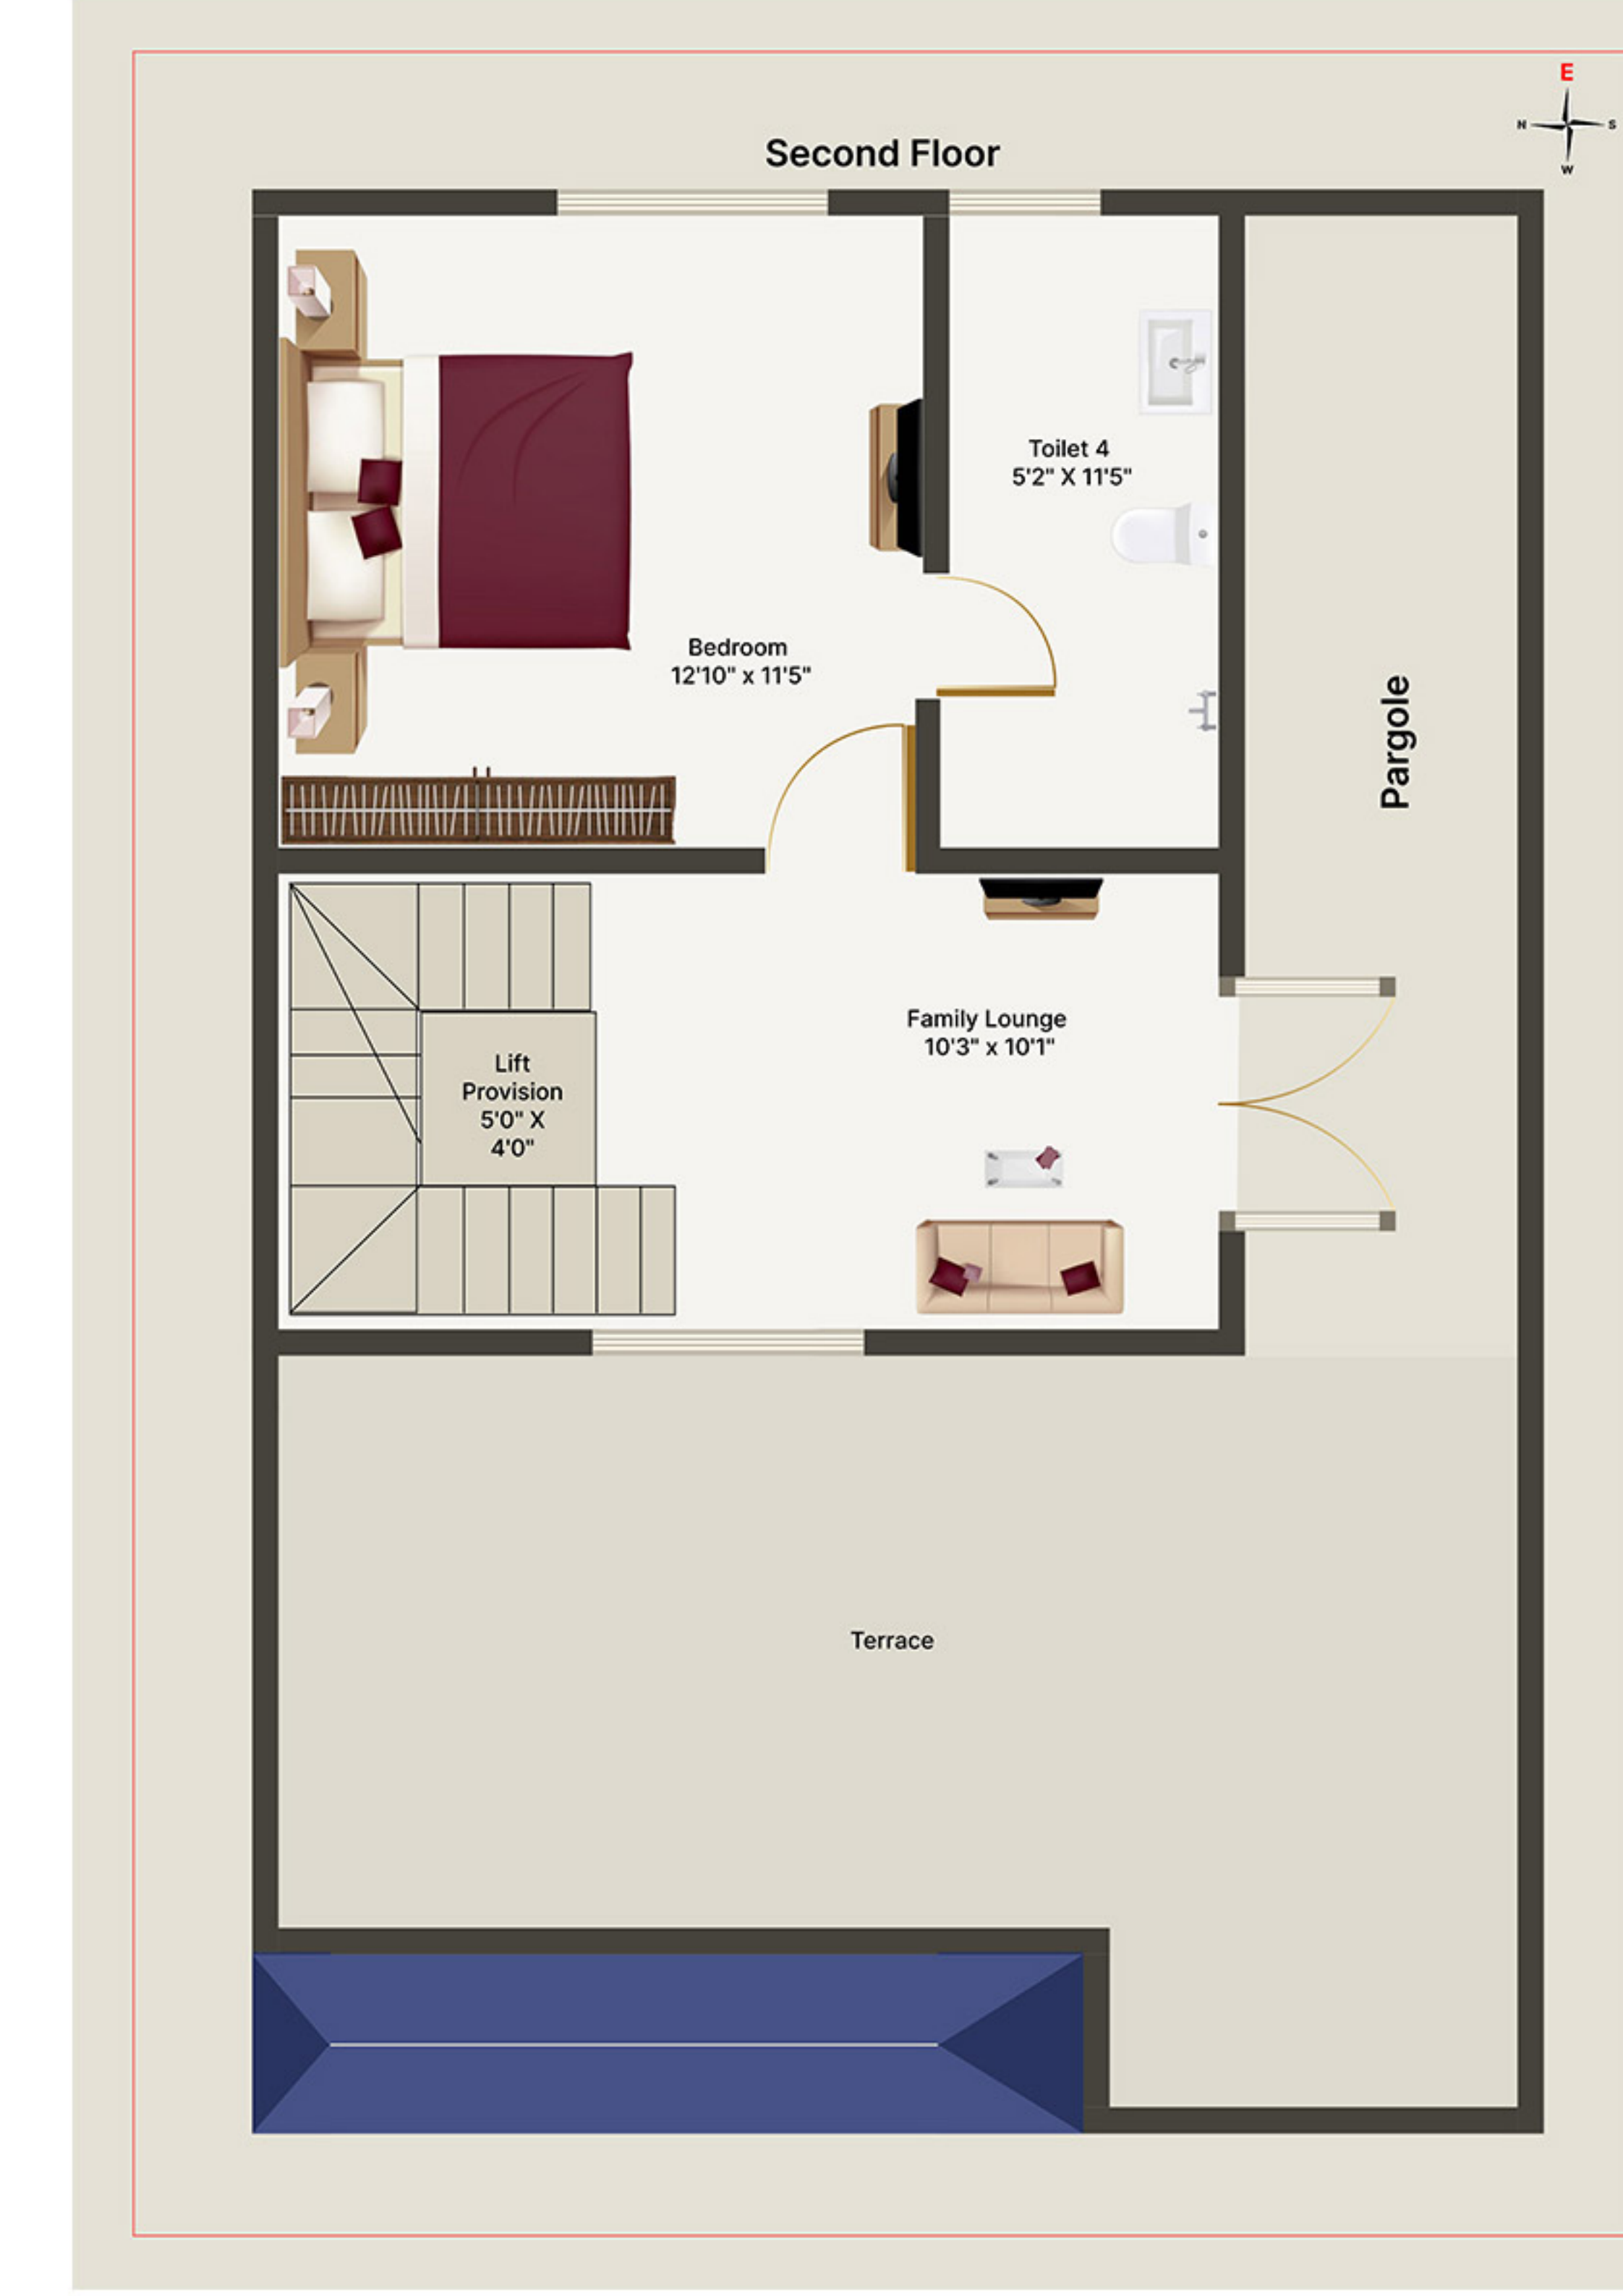 E
N S
W
Second Floor
Toilet 4
5'2" X 11'5"
Bedroom
12'10" x 11'5"
Pargole
Family Lounge
10'3" x 10'1"
Lift
Provision
5'0" X
4'0"
Terrace